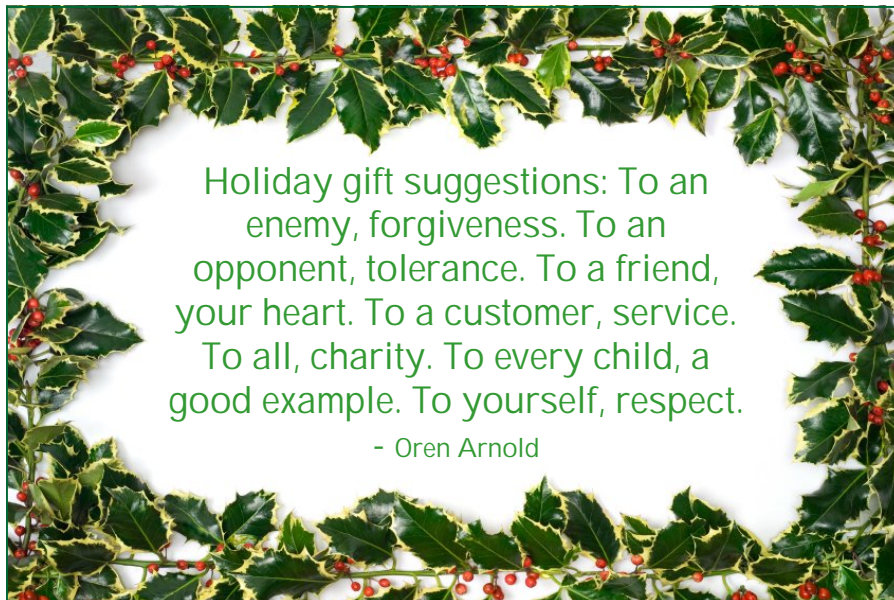 Holiday gift suggestions: To an
enemy, forgiveness. To an
opponent, tolerance. To a friend,
your heart. To a customer, service.
To all, charity. To every child, a
good example. To yourself, respect.
- Oren Arnold